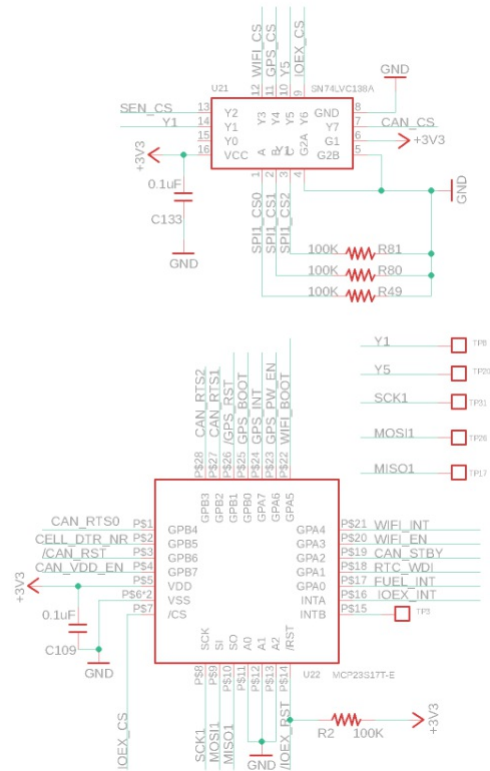 WIFI_CS
GPS_CS
Y5
IOEX_CS
12
11
10
9
U21
SN74LVC138A
GND
SEN_CS
13
Y2
Y3
Y4
Y5
Y6
GND
8
Y1
14
Y1
Y7
7
CAN_CS
15
Y0
G1
6
+3V3
+3V3
16
VCC
A
B
C
Y1
G2A
G2B
5
1
2
3
4
GND
0.1uF
C133
GND
SPI1_CS0
SPI1_CS1
SPI1_CS2
100K
R81
100K
R80
100K
R49
Y1
TP8
Y5
TP20
SCK1
TP31
MOSI1
TP26
MISO1
TP17
CAN_RTS2
CAN_RTS1
/GPS_RST
GPS_BOOT
GPS_INT
GPS_PW_EN
WIFI_BOOT
P$28
P$27
P$26
P$25
P$24
P$23
P$22
GPB3
GPB2
GPB1
GPB0
GPA7
GPA6
GPA5
CAN_RTS0
P$1
GPB4
GPA4
P$21
WIFI_INT
CELL_DTR_NR
P$2
GPB5
GPA3
P$20
WIFI_EN
/CAN_RST
P$3
GPB6
GPA2
P$19
CAN_STBY
CAN_VDD_EN
P$4
GPB7
GPA1
P$18
RTC_WDI
+3V3
P$5
VDD
GPA0
P$17
FUEL_INT
P$6*2
VSS
INTA
P$16
IOEX_INT
P$7
/CS
INTB
P$15
TP3
0.1uF
C109
GND
SCK
SI
SO
A0
A1
A2
/RST
P$8
P$9
P$10
P$11
P$12
P$13
P$14
U22
MCP23S17T-E
IOEX_CS
SCK1
MOSI1
MISO1
GND
/IOEX_RST
R2
100K
+3V3